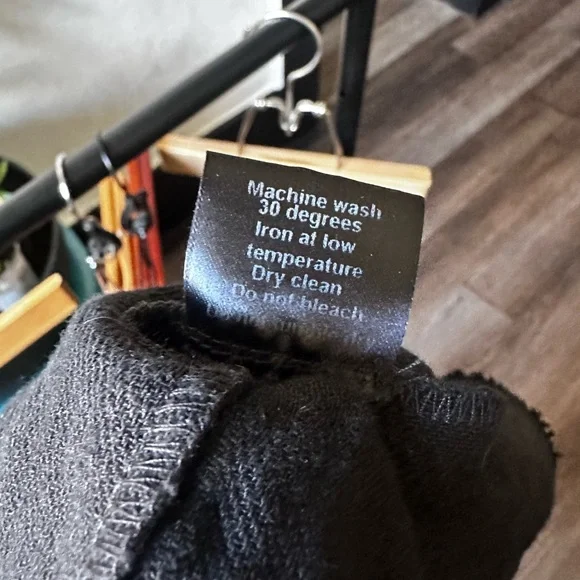 Machine wash
30 degrees
Iron at low
temperature
Dry clean
Do not bleach